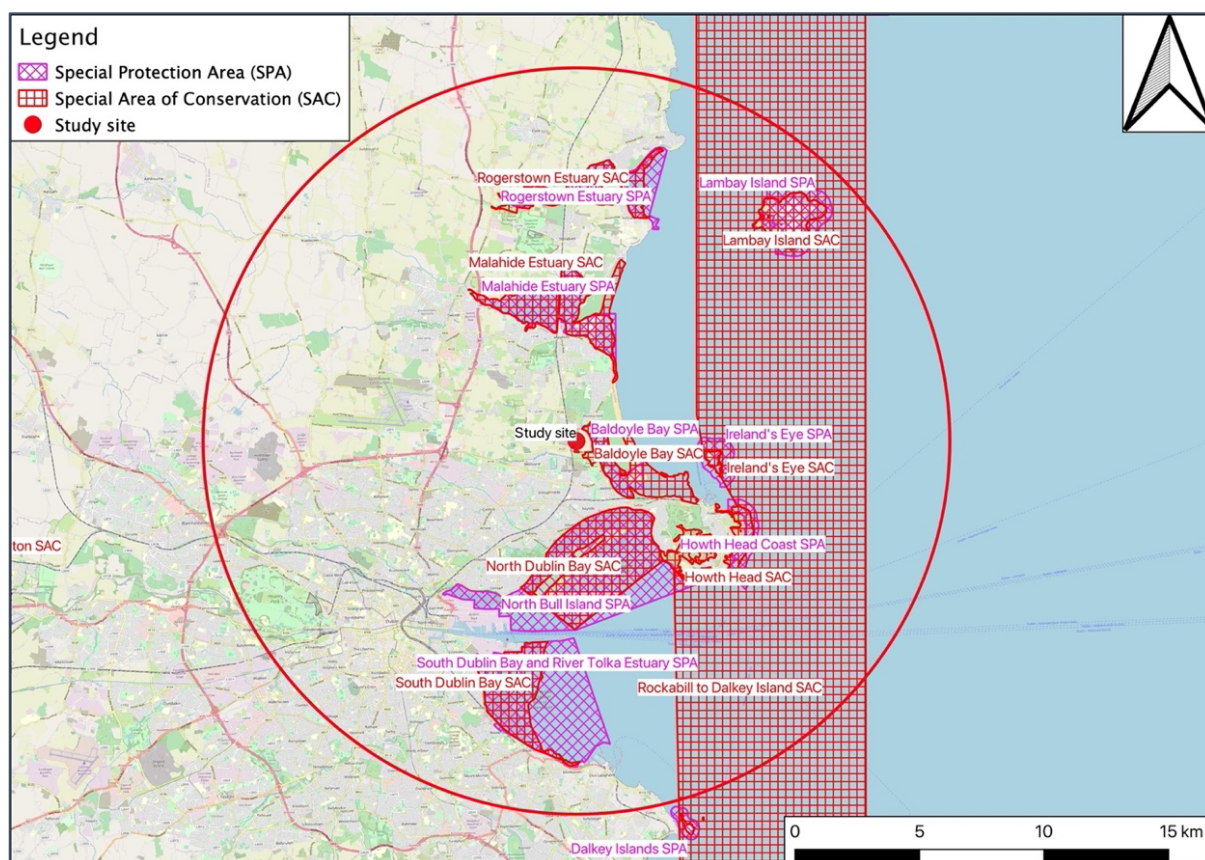 Legend
Special Protection Area (SPA)
Special Area of Conservation (SAC)
Study site
Rogerstown Estuary SAC
Rogerstown Estuary SPA
Lambay Island SPA
Lambay Island SAC
Malahide Estuary SAC
Malahide Estuary SPA
Study site
Baldoyle Bay SPA
Baldoyle Bay SAC
Ireland's Eye SPA
Ireland's Eye SAC
ton SAC
Howth Head Coast SPA
North Dublin Bay SAC
Howth Head SAC
North Bull Island SPA
South Dublin Bay and River Tolka Estuary SPA
South Dublin Bay SAC
Rockabill to Dalkey Island SAC
Dalkey Islands SPA
0 5 10 15 km